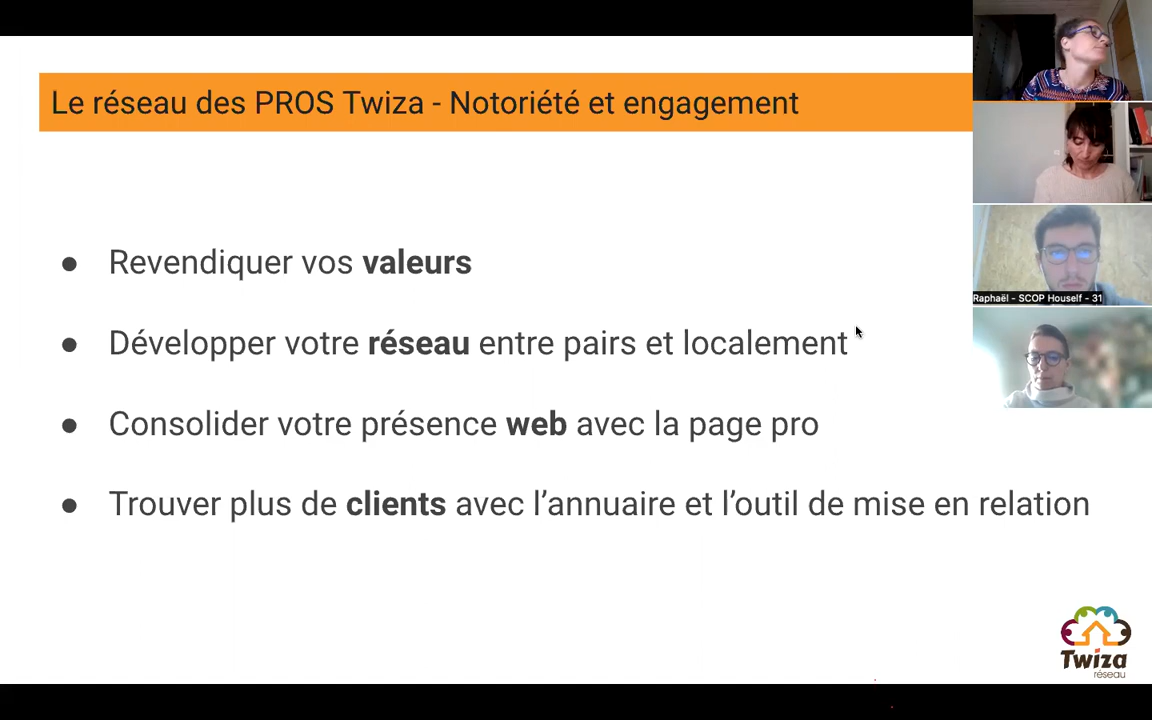 Le réseau des PROS Twiza - Notoriété et engagement
● Revendiquer vos valeurs
● Développer votre réseau entre pairs et localement
● Consolider votre présence web avec la page pro
● Trouver plus de clients avec l’annuaire et l’outil de mise en relation
Raphaël - SCOP Houself - 31
Twiza
réseau